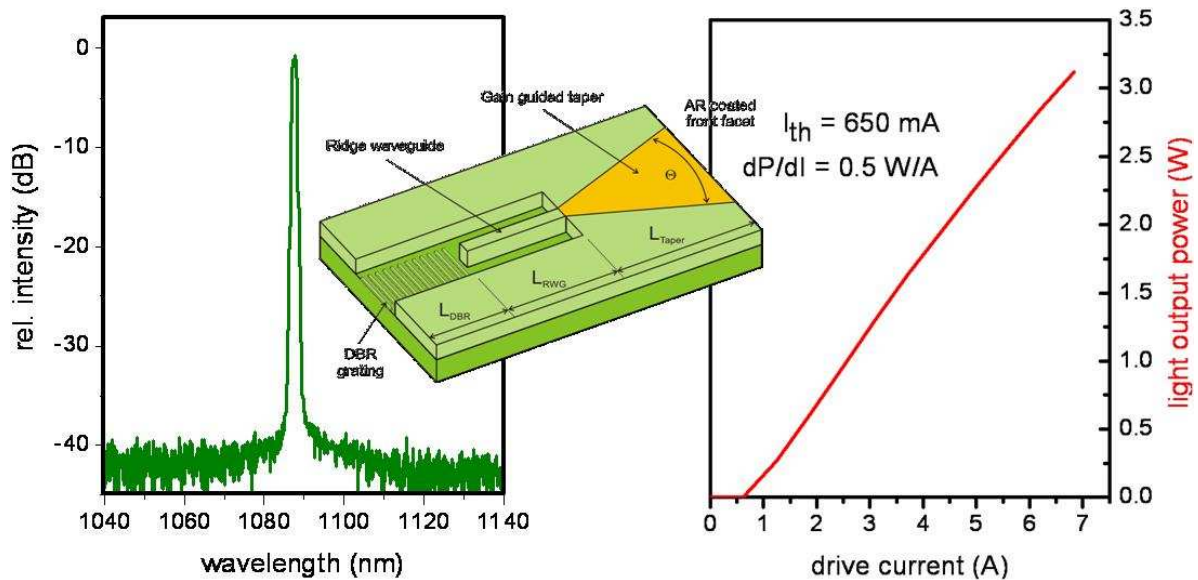 rel. intensity (dB)
0
-10
-20
-30
-40
1040
1060
1080
1100
1120
1140
wavelength (nm)
Gain guided taper
AR coated
front facet
Ridge waveguide
Θ
L_Taper
L_RWG
L_DBR
DBR
grating
I_th = 650 mA
dP/dI = 0.5 W/A
3.5
3.0
2.5
2.0
1.5
1.0
0.5
0.0
light output power (W)
0
1
2
3
4
5
6
7
drive current (A)